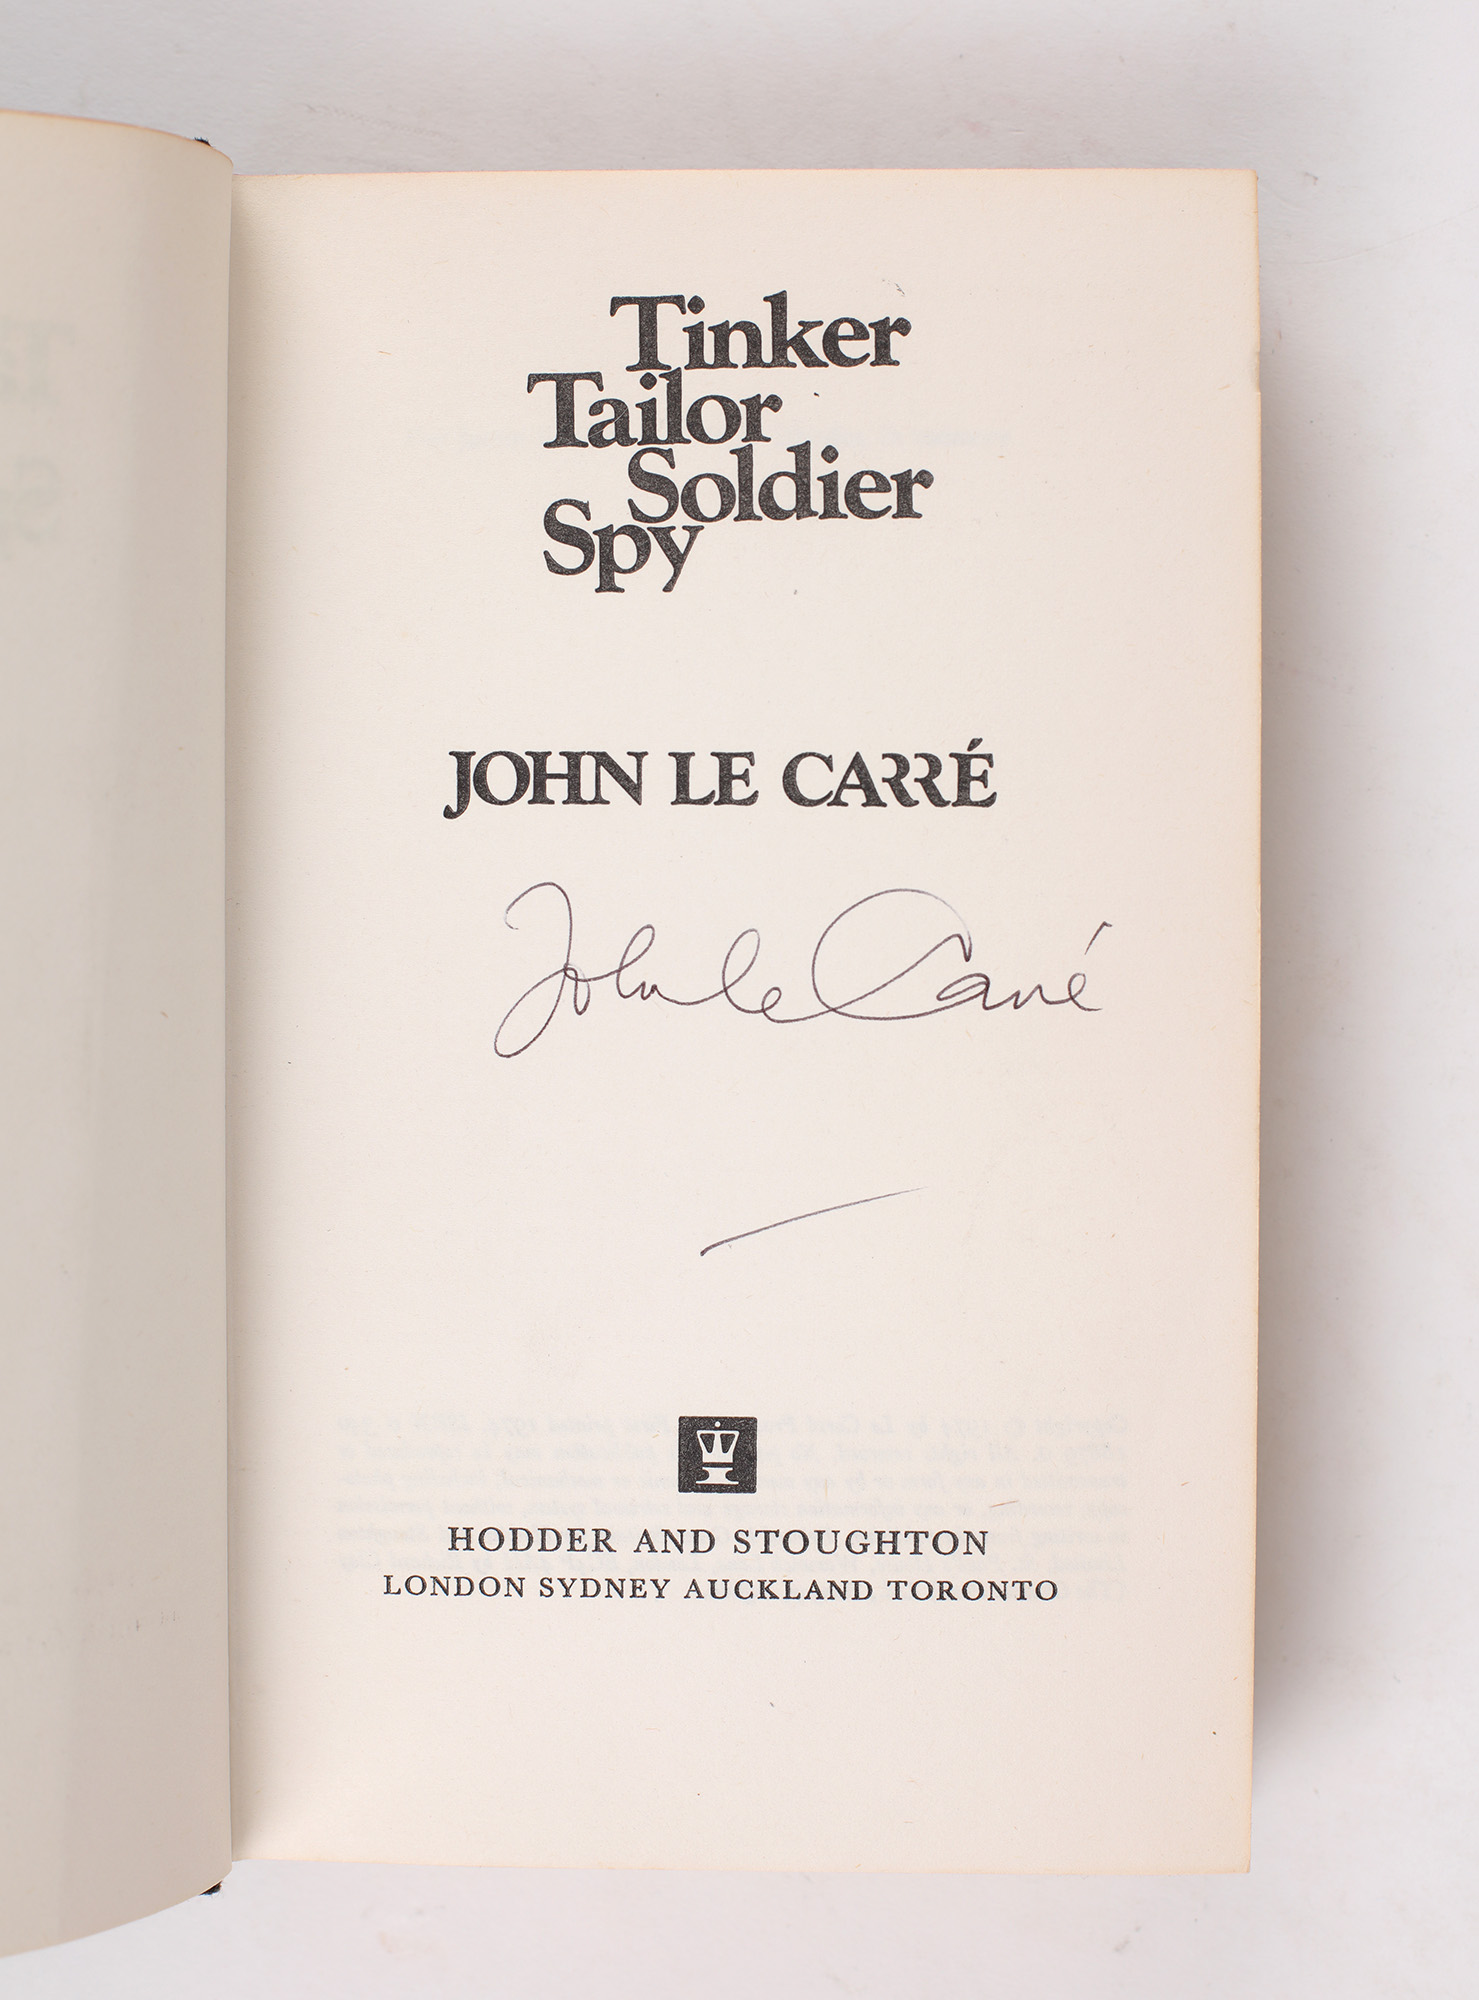 Tinker
Tailor
Soldier
Spy
JOHN LE CARRÉ
John le Carré
HODDER AND STOUGHTON
LONDON SYDNEY AUCKLAND TORONTO